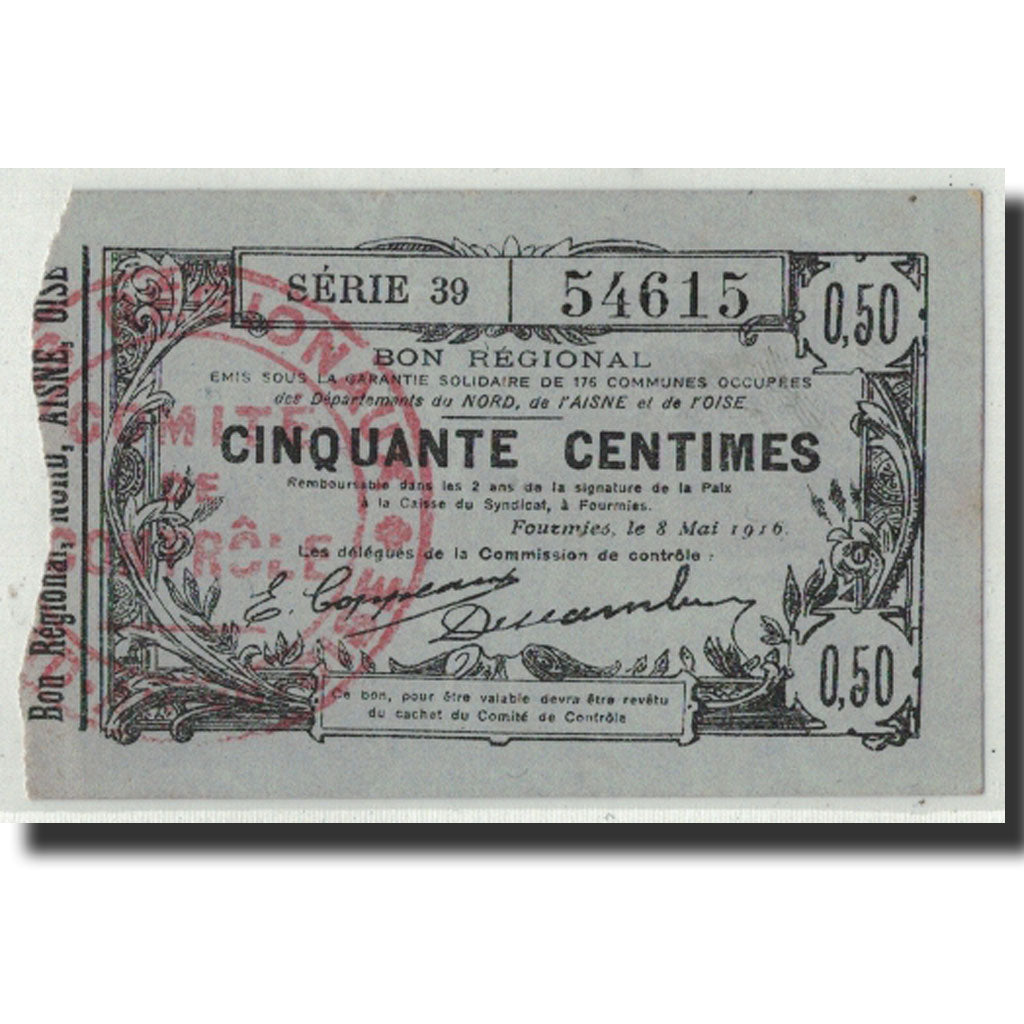 SÉRIE 39 54615
0,50
BON RÉGIONAL
EMIS SOUS LA GARANTIE SOLIDAIRE DE 176 COMMUNES OCCUPÉES
des Départements du NORD, de l'AISNE et de l'OISE
CINQUANTE CENTIMES
Remboursable dans les 2 ans de la signature de la Paix
à la Caisse du Syndicat, à Fourmies.
Fourmies, le 8 Mai 1916.
Les délégués de la Commission de contrôle :
E. Coppeaux
0,50
Ce bon, pour être valable devra être revêtu
du cachet du Comité de Contrôle
Bon Régional, NORD, AISNE, OISE
COMITÉ
DE
CONTRÔLE